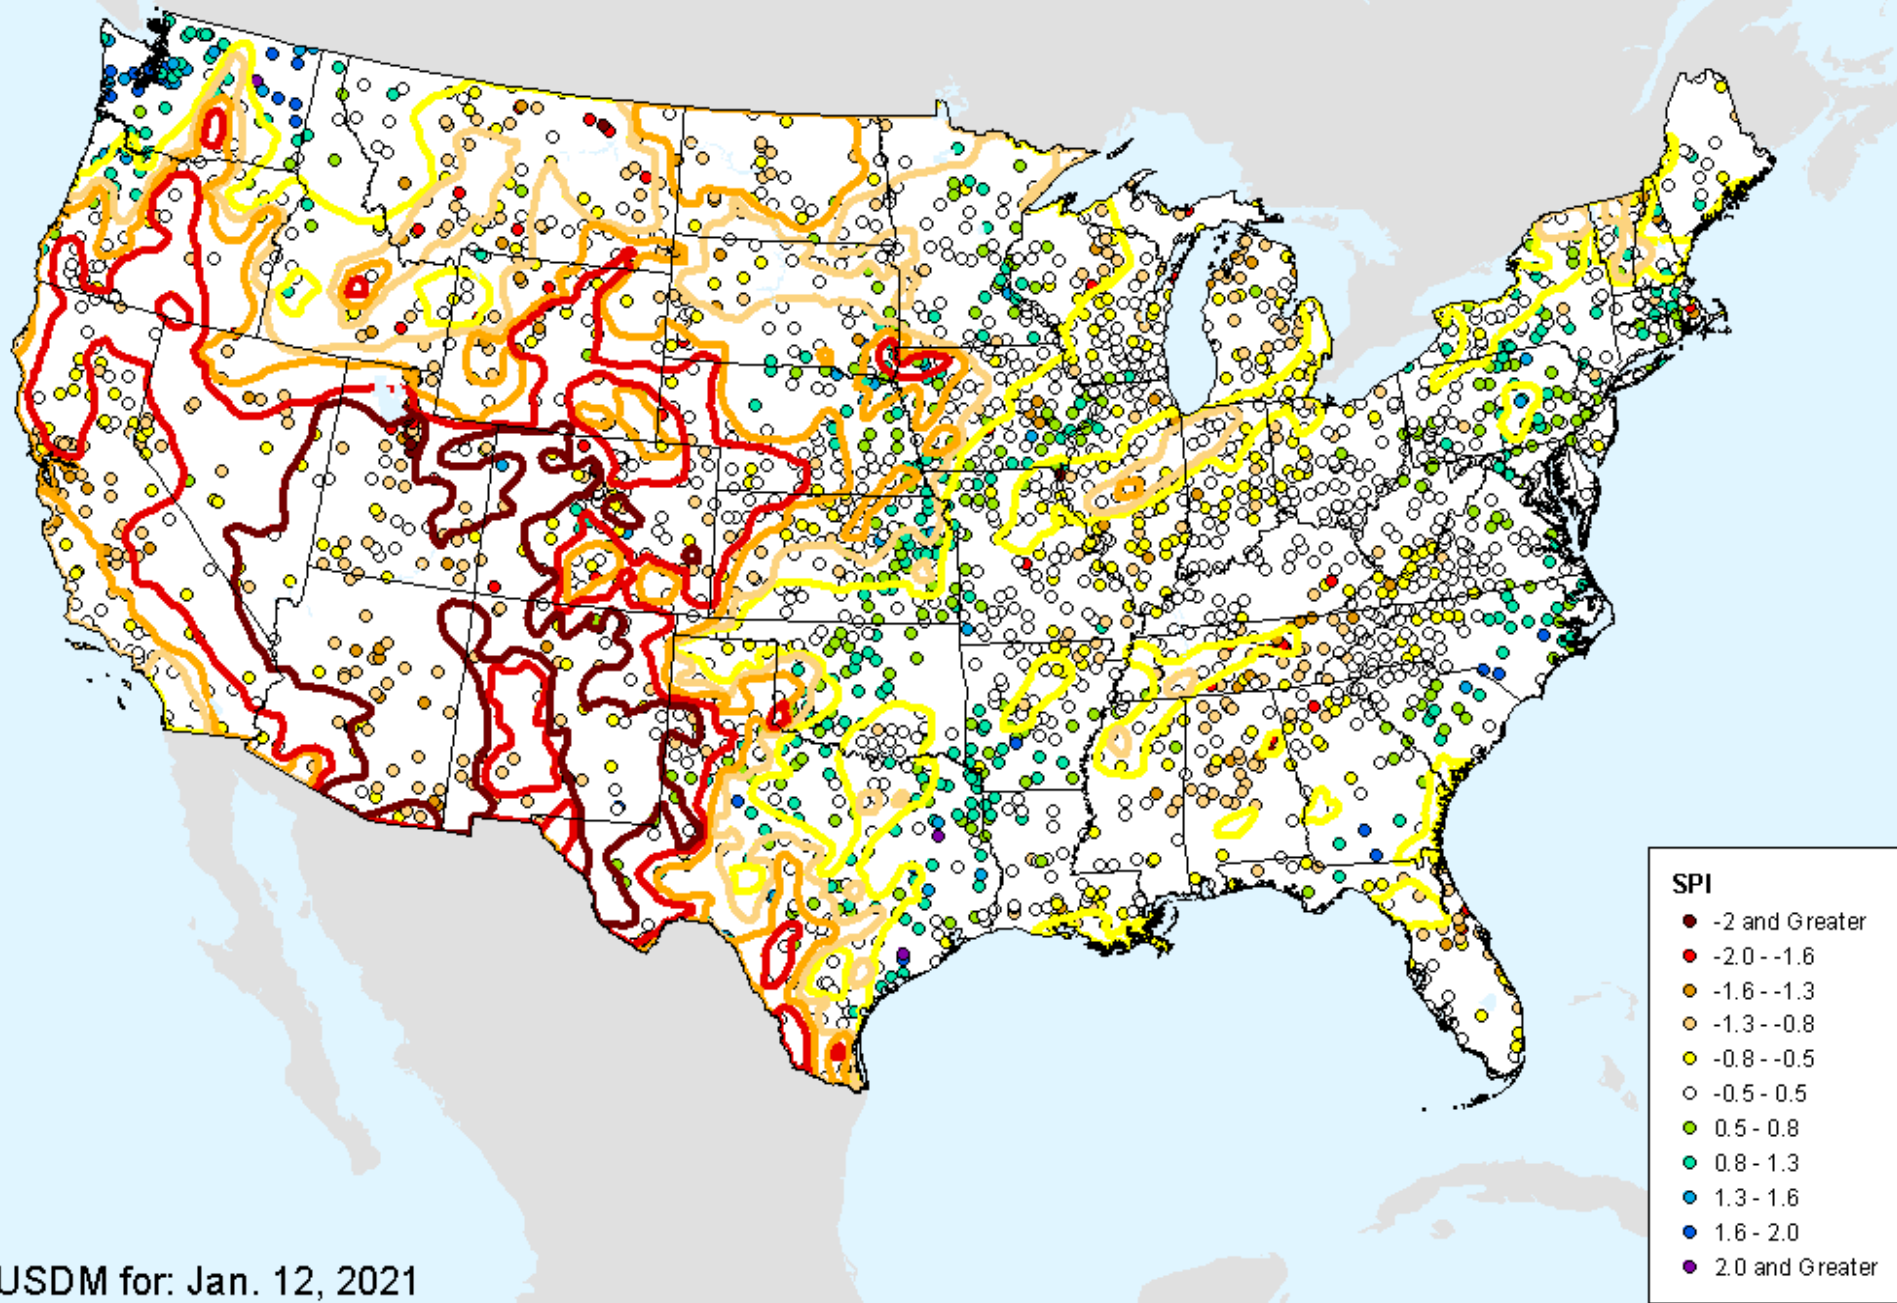 SPI
-2 and Greater
-2.0 - -1.6
-1.6 - -1.3
-1.3 - -0.8
-0.8 - -0.5
-0.5 - 0.5
0.5 - 0.8
0.8 - 1.3
1.3 - 1.6
1.6 - 2.0
2.0 and Greater
USDM for: Jan. 12, 2021